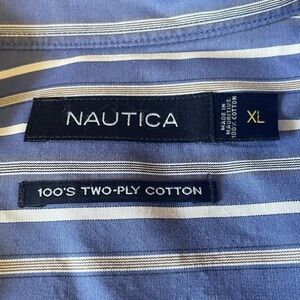 NAUTICA
MADE IN
MAURITIUS
100% COTTON
XL
100'S TWO-PLY COTTON